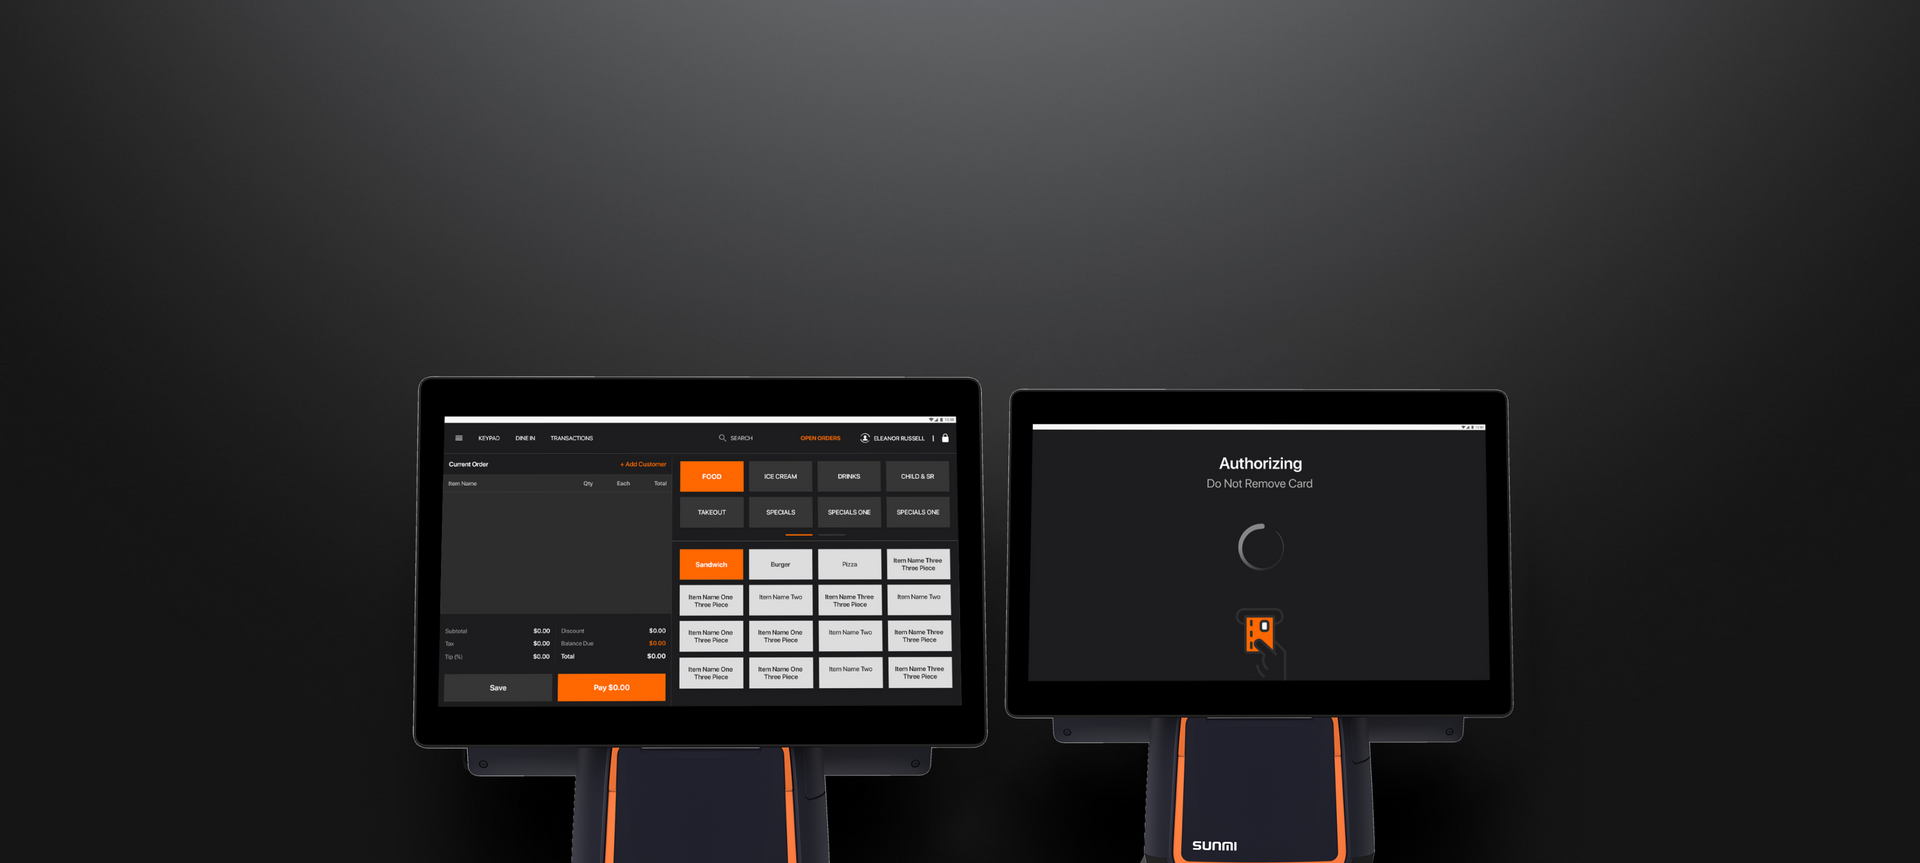 KEYPAD DINE IN TRANSACTIONS SEARCH OPEN ORDERS ELEANOR RUSSELL
Current Order + Add Customer
Item Name Qty Each Total
Subtotal $0.00 Discount $0.00
Tax $0.00 Balance Due $0.00
Tip (%) $0.00 Total $0.00
Save Pay $0.00
FOOD ICE CREAM DRINKS CHILD & SR
TAKEOUT SPECIALS SPECIALS ONE SPECIALS ONE
Sandwich Burger Pizza Item Name Three
Three Piece
Item Name One Item Name Two Item Name Three Item Name Two
Three Piece Three Piece
Item Name One Item Name One Item Name Two Item Name Three
Three Piece Three Piece Three Piece
Item Name One Item Name One Item Name Two Item Name Three
Three Piece Three Piece Three Piece
Authorizing
Do Not Remove Card
SUNMI